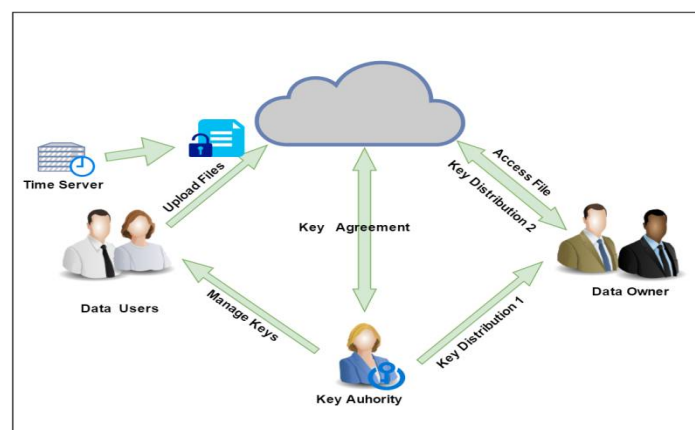 Time Server
Upload Files
Access File
Key Distribution 2
Key Agreement
Data Users
Data Owner
Manage Keys
Key Distribution 1
Key Auhority